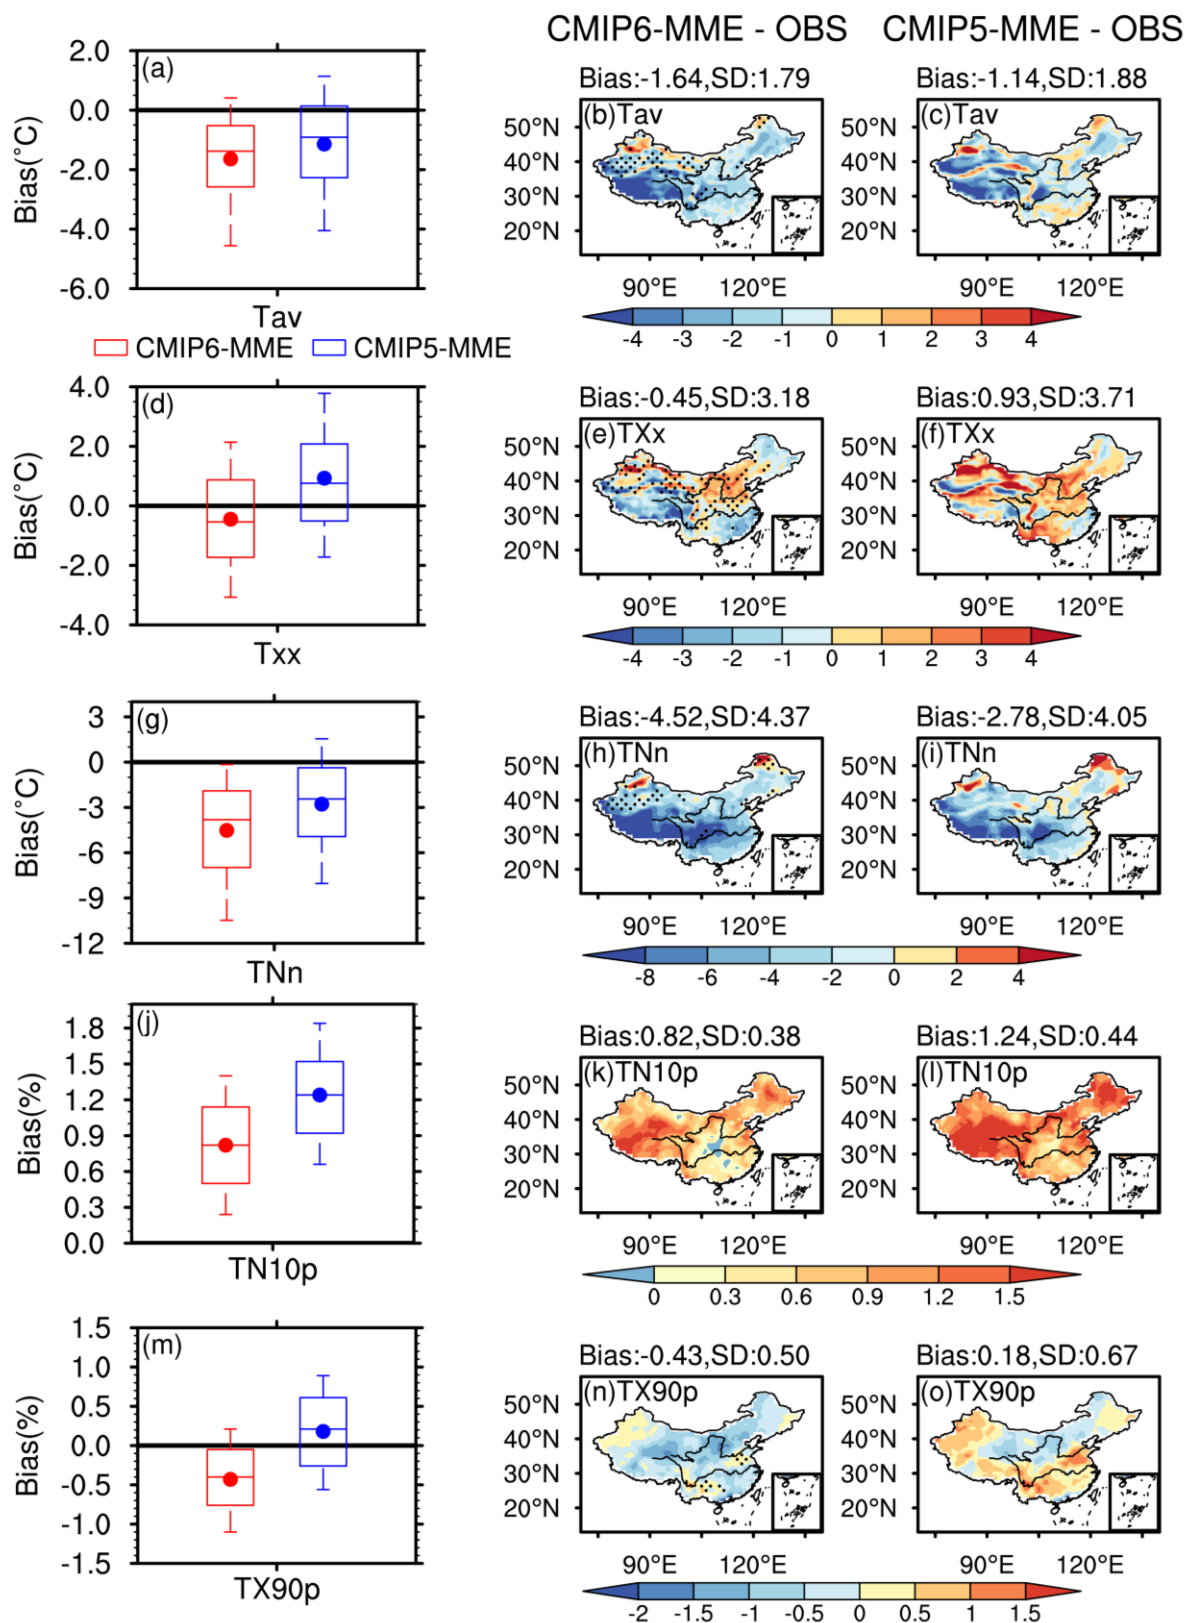 CMIP6-MME - OBS CMIP5-MME - OBS
2.0
0.0
-2.0
-4.0
-6.0
Bias(°C)
(a)
Tav
Bias:-1.64,SD:1.79
(b)Tav
50°N
40°N
30°N
20°N
90°E 120°E
Bias:-1.14,SD:1.88
(c)Tav
50°N
40°N
30°N
20°N
90°E 120°E
-4 -3 -2 -1 0 1 2 3 4
CMIP6-MME CMIP5-MME
4.0
2.0
0.0
-2.0
-4.0
Bias(°C)
(d)
Txx
Bias:-0.45,SD:3.18
(e)TXx
50°N
40°N
30°N
20°N
90°E 120°E
Bias:0.93,SD:3.71
(f)TXx
50°N
40°N
30°N
20°N
90°E 120°E
-4 -3 -2 -1 0 1 2 3 4
3
0
-3
-6
-9
-12
Bias(°C)
(g)
TNn
Bias:-4.52,SD:4.37
(h)TNn
50°N
40°N
30°N
20°N
90°E 120°E
Bias:-2.78,SD:4.05
(i)TNn
50°N
40°N
30°N
20°N
90°E 120°E
-8 -6 -4 -2 0 2 4
1.8
1.5
1.2
0.9
0.6
0.3
0.0
Bias(%)
(j)
TN10p
Bias:0.82,SD:0.38
(k)TN10p
50°N
40°N
30°N
20°N
90°E 120°E
Bias:1.24,SD:0.44
(l)TN10p
50°N
40°N
30°N
20°N
90°E 120°E
0 0.3 0.6 0.9 1.2 1.5
1.5
1.0
0.5
0.0
-0.5
-1.0
-1.5
Bias(%)
(m)
TX90p
Bias:-0.43,SD:0.50
(n)TX90p
50°N
40°N
30°N
20°N
90°E 120°E
Bias:0.18,SD:0.67
(o)TX90p
50°N
40°N
30°N
20°N
90°E 120°E
-2 -1.5 -1 -0.5 0 0.5 1 1.5